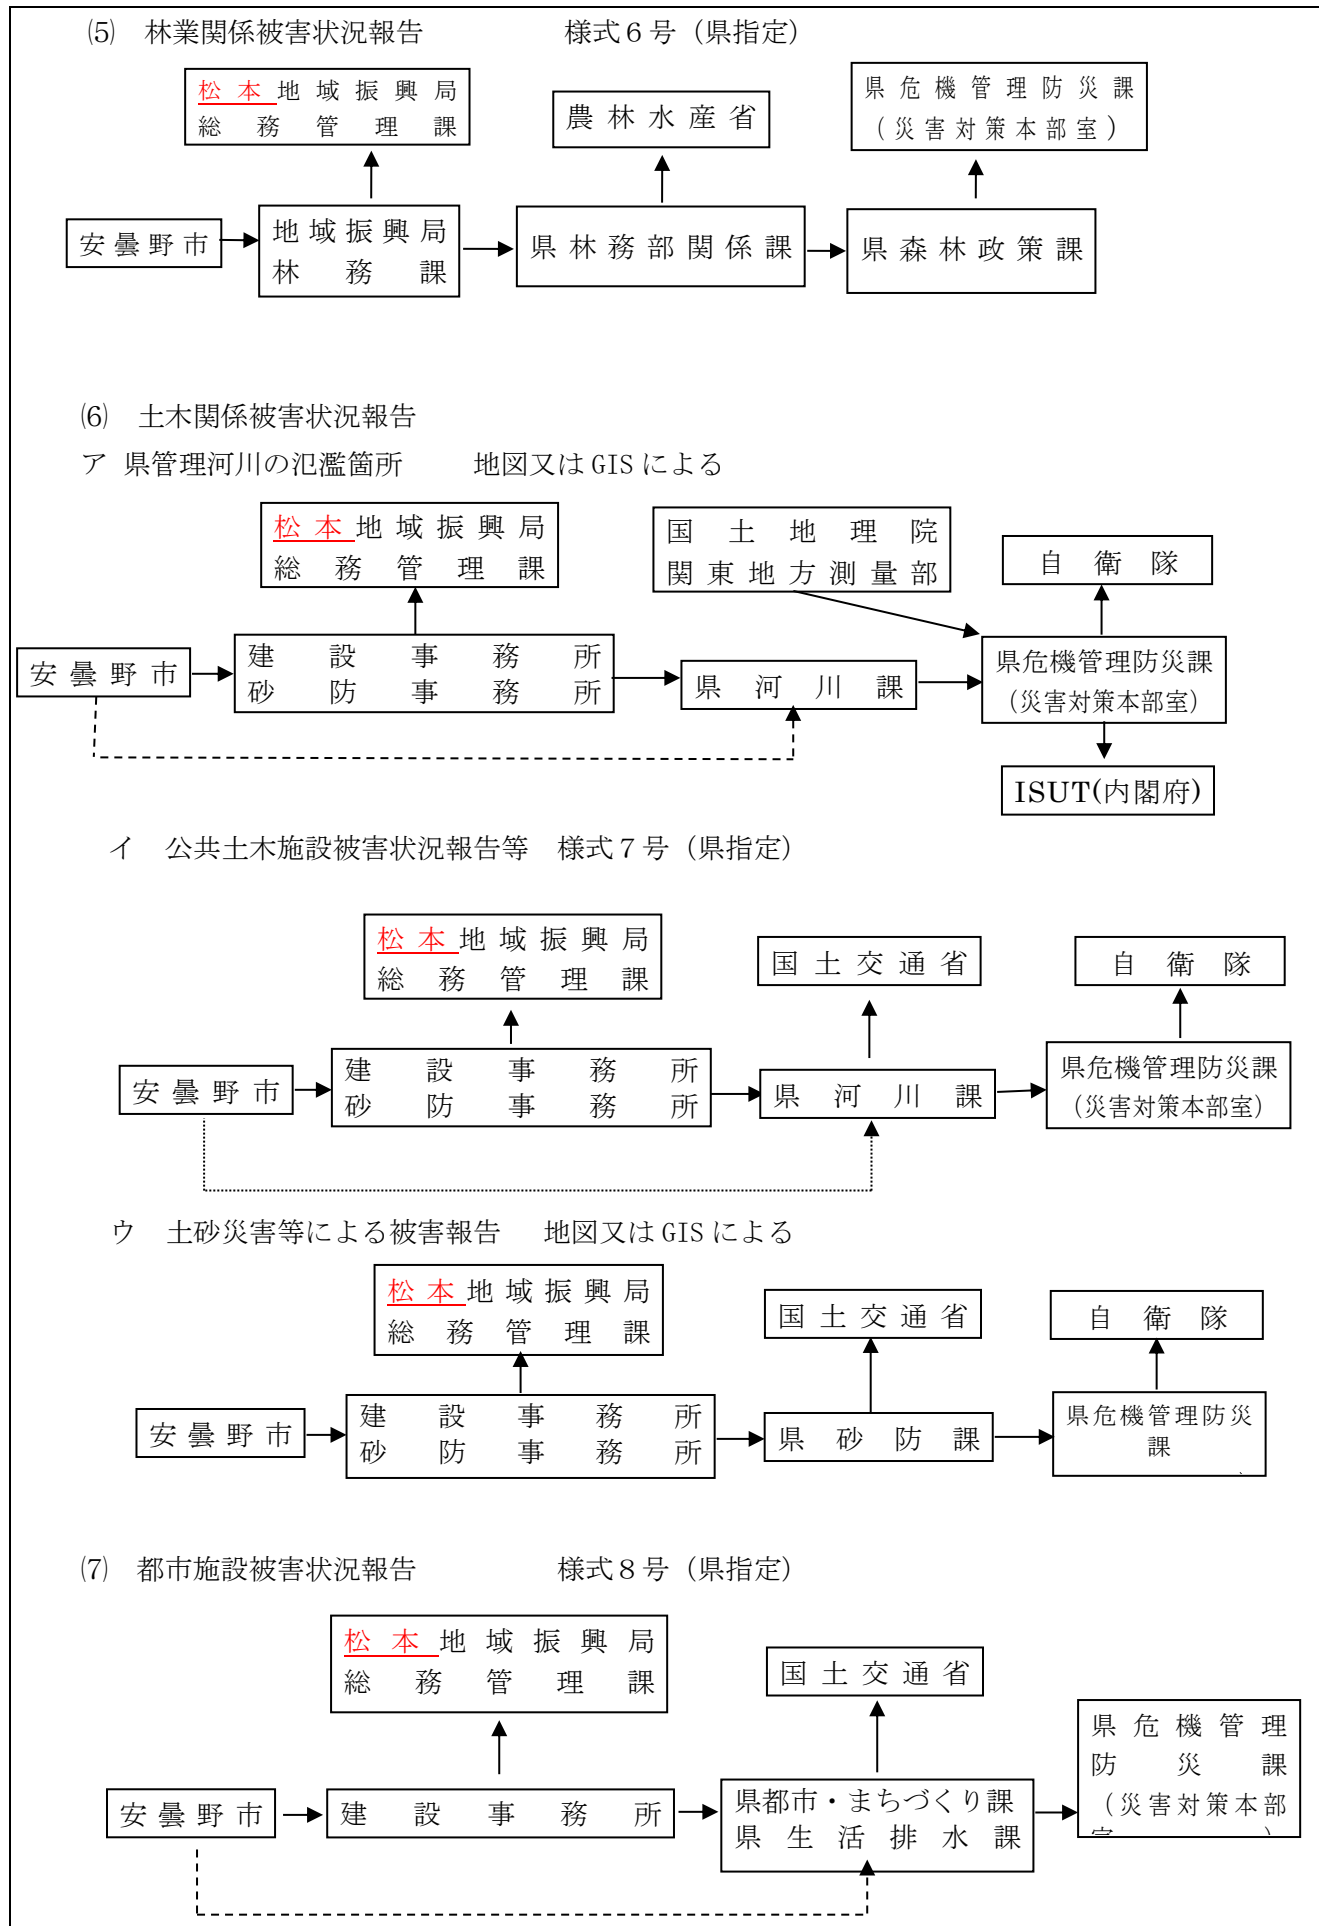 ⑸ 林業関係被害状況報告 様式６号（県指定）
松本地域振興局
総務管理課
農林水産省
県危機管理防災課
（災害対策本部室）
安曇野市
地域振興局
林務課
県林務部関係課
県森林政策課
⑹ 土木関係被害状況報告
ア 県管理河川の氾濫箇所 地図又はGISによる
松本地域振興局
総務管理課
国土地理院
関東地方測量部
自衛隊
安曇野市
建設事務所
砂防事務所
県河川課
県危機管理防災課
（災害対策本部室）
ISUT(内閣府)
イ 公共土木施設被害状況報告等 様式７号（県指定）
松本地域振興局
総務管理課
国土交通省
自衛隊
安曇野市
建設事務所
砂防事務所
県河川課
県危機管理防災課
（災害対策本部室）
ウ 土砂災害等による被害報告 地図又はGISによる
松本地域振興局
総務管理課
国土交通省
自衛隊
安曇野市
建設事務所
砂防事務所
県砂防課
県危機管理防災
課
⑺ 都市施設被害状況報告 様式８号（県指定）
松本地域振興局
総務管理課
国土交通省
安曇野市
建設事務所
県都市・まちづくり課
県生活排水課
県危機管理
防災課
（災害対策本部